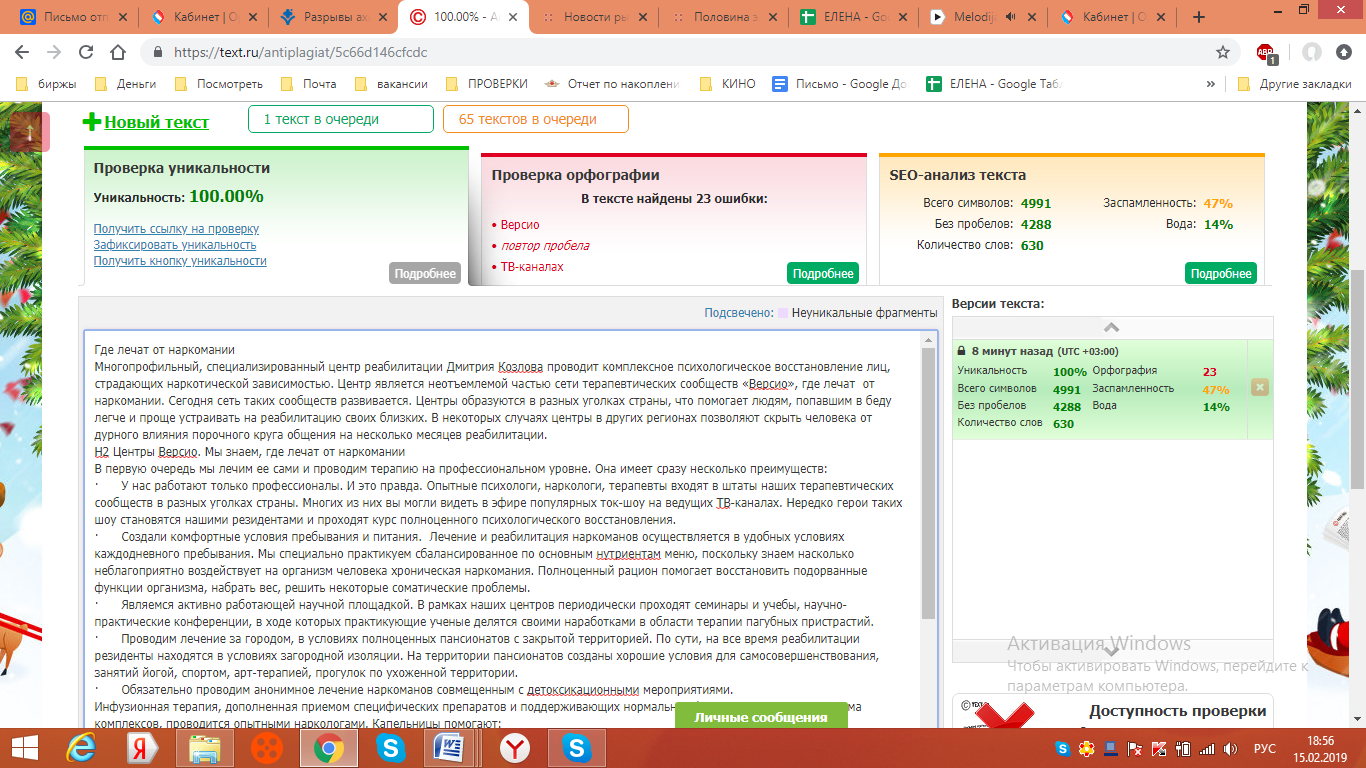 Письмо отп
Кабинет | О
Разрывы ах
100.00% - А
Новости ры
Половина з
ЕЛЕНА - Goo
Melodija
Кабинет | О
https://text.ru/antiplagiat/5c66d146cfcdc
ABP
1
биржы
Деньги
Посмотреть
Почта
вакансии
ПРОВЕРКИ
Отчет по накоплени
КИНО
Письмо - Google До
ЕЛЕНА - Google Табл
»
Другие закладки
Новый текст
1 текст в очереди
65 текстов в очереди
Проверка уникальности
Уникальность: 100.00%
Получить ссылку на проверку
Зафиксировать уникальность
Получить кнопку уникальности
Подробнее
Проверка орфографии
В тексте найдены 23 ошибки:
• Версио
• повтор пробела
• ТВ-каналах
Подробнее
SEO-анализ текста
Всего символов: 4991 Заспамленность: 47%
Без пробелов: 4288 Вода: 14%
Количество слов: 630
Подробнее
Подсвечено: Неуникальные фрагменты
Где лечат от наркомании
Многопрофильный, специализированный центр реабилитации Дмитрия Козлова проводит комплексное психологическое восстановление лиц,
страдающих наркотической зависимостью. Центр является неотъемлемой частью сети терапевтических сообществ «Версио», где лечат от
наркомании. Сегодня сеть таких сообществ развивается. Центры образуются в разных уголках страны, что помогает людям, попавшим в беду
легче и проще устраивать на реабилитацию своих близких. В некоторых случаях центры в других регионах позволяют скрыть человека от
дурного влияния порочного круга общения на несколько месяцев реабилитации.
H2 Центры Версио. Мы знаем, где лечат от наркомании
В первую очередь мы лечим ее сами и проводим терапию на профессиональном уровне. Она имеет сразу несколько преимуществ:
· У нас работают только профессионалы. И это правда. Опытные психологи, наркологи, терапевты входят в штаты наших терапевтических
сообществ в разных уголках страны. Многих из них вы могли видеть в эфире популярных ток-шоу на ведущих ТВ-каналах. Нередко герои таких
шоу становятся нашими резидентами и проходят курс полноценного психологического восстановления.
· Создали комфортные условия пребывания и питания. Лечение и реабилитация наркоманов осуществляется в удобных условиях
каждодневного пребывания. Мы специально практикуем сбалансированное по основным нутриентам меню, поскольку знаем насколько
неблагоприятно воздействует на организм человека хроническая наркомания. Полноценный рацион помогает восстановить подорванные
функции организма, набрать вес, решить некоторые соматические проблемы.
· Являемся активно работающей научной площадкой. В рамках наших центров периодически проходят семинары и учебы, научно-
практические конференции, в ходе которых практикующие ученые делятся своими наработками в области терапии пагубных пристрастий.
· Проводим лечение за городом, в условиях полноценных пансионатов с закрытой территорией. По сути, на все время реабилитации
резиденты находятся в условиях загородной изоляции. На территории пансионатов созданы хорошие условия для самосовершенствования,
занятий йогой, спортом, арт-терапией, прогулок по ухоженной территории.
· Обязательно проводим анонимное лечение наркоманов совмещенным с детоксикационными мероприятиями.
Инфузионная терапия, дополненная приемом специфических препаратов и поддерживающих
комплексов, проводится опытными наркологами. Капельницы помогают:
Версии текста:
8 минут назад (UTC +03:00)
Уникальность 100% Орфография 23
Всего символов 4991 Заспамленность 47%
Без пробелов 4288 Вода 14%
Количество слов 630
Активация Windows
Чтобы активировать Windows, перейдите к
параметрам компьютера.
Доступность проверки
Личные сообщения
РУС
18:56
15.02.2019